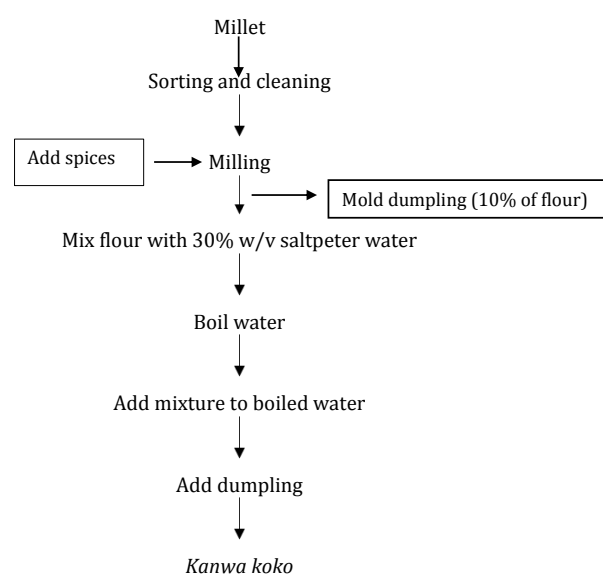 Millet
Sorting and cleaning
Add spices
Milling
Mold dumpling (10% of flour)
Mix flour with 30% w/v saltpeter water
Boil water
Add mixture to boiled water
Add dumpling
Kanwa koko